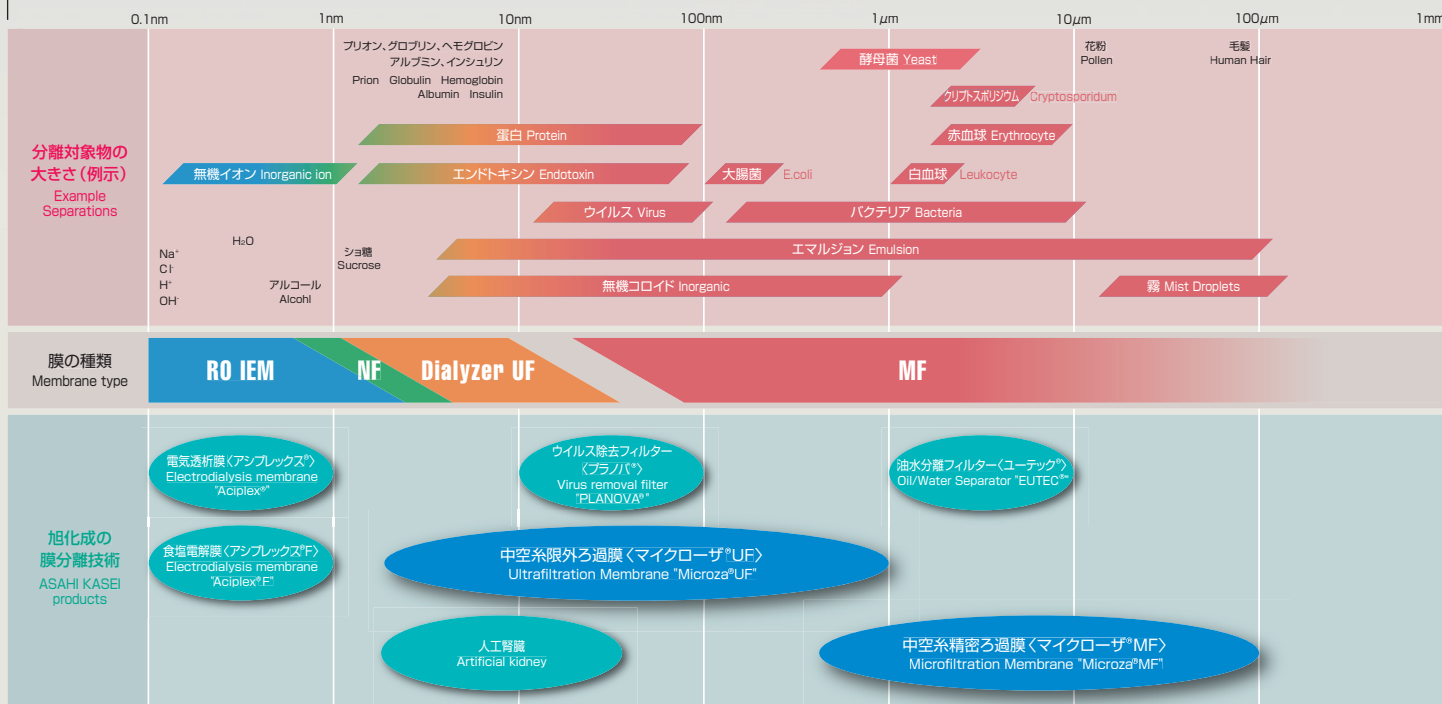 0.1nm 1nm 10nm 100nm 1μm 10μm 100μm 1mm
分離対象物の
大きさ（例示）
Example
Separations
プリオン、グロブリン、ヘモグロビン
アルブミン、インシュリン
Prion Globulin Hemoglobin
Albumin Insulin
酵母菌 Yeast
花粉
Pollen
毛髪
Human Hair
クリプトスポリジウム Cryptosporidum
蛋白 Protein
赤血球 Erythrocyte
無機イオン Inorganic ion
エンドトキシン Endotoxin
大腸菌 E.coli
白血球 Leukocyte
ウイルス Virus
バクテリア Bacteria
エマルジョン Emulsion
Na⁺
Cl⁻
H⁺
OH⁻
H₂O
アルコール
Alcohl
ショ糖
Sucrose
無機コロイド Inorganic
霧 Mist Droplets
膜の種類
Membrane type
RO IEM NF Dialyzer UF MF
旭化成の
膜分離技術
ASAHI KASEI
products
電気透析膜〈アシプレックス®〉
Electrodialysis membrane
"Aciplex®"
ウイルス除去フィルター
〈プラノバ®〉
Virus removal filter
"PLANOVA®"
油水分離フィルター〈ユーテック®〉
Oil/Water Separator "EUTEC®"
食塩電解膜〈アシプレックス®F〉
Electrodialysis membrane
"Aciplex®F"
中空糸限外ろ過膜〈マイクローザ®UF〉
Ultrafiltration Membrane "Microza®UF"
人工腎臓
Artificial kidney
中空糸精密ろ過膜〈マイクローザ®MF〉
Microfiltration Membrane "Microza®MF"